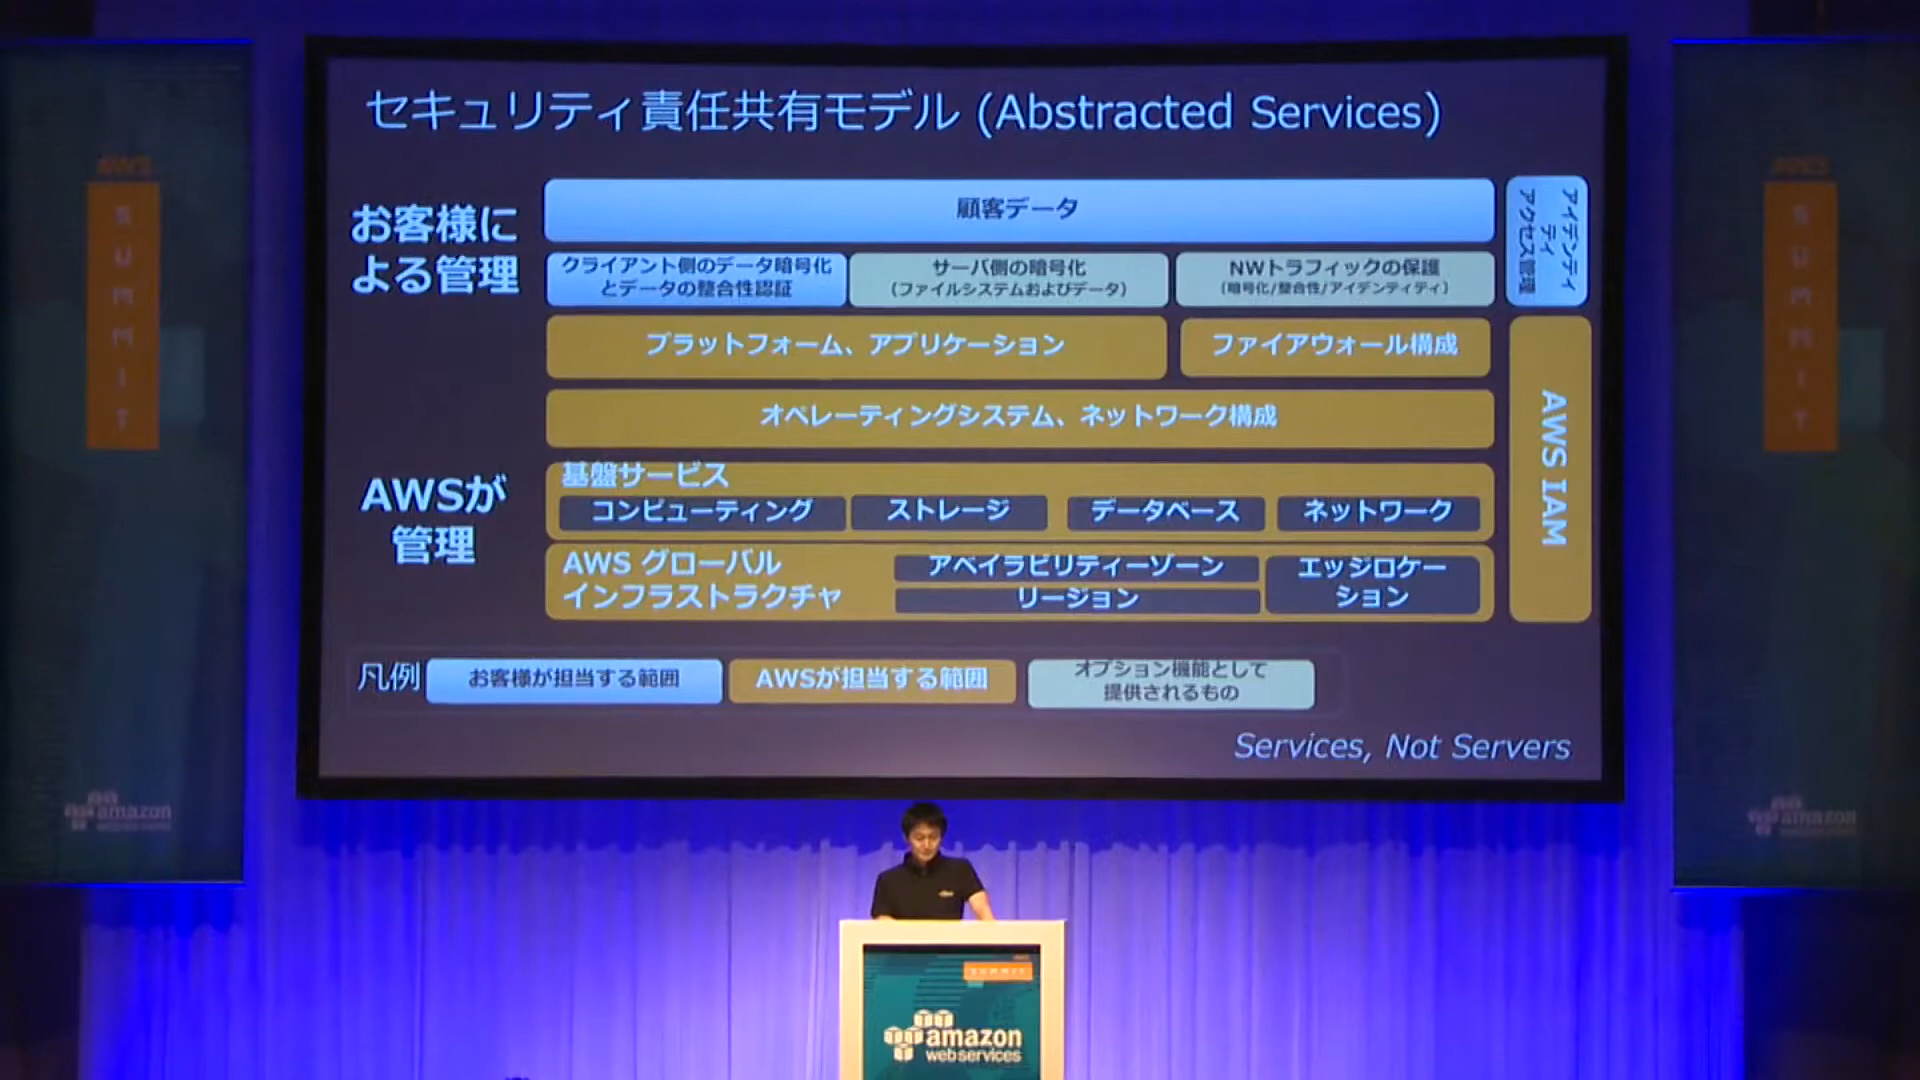 セキュリティ責任共有モデル (Abstracted Services)
お客様に
よる管理
顧客データ
アイデンティ
ティ
アクセス管理
クライアント側のデータ暗号化
とデータの整合性認証
サーバ側の暗号化
(ファイルシステムおよびデータ)
NWトラフィックの保護
(暗号化/整合性/アイデンティティ)
プラットフォーム、アプリケーション
ファイアウォール構成
オペレーティングシステム、ネットワーク構成
AWSが
管理
基盤サービス
コンピューティング
ストレージ
データベース
ネットワーク
AWS IAM
AWS グローバル
インフラストラクチャ
アベイラビリティーゾーン
リージョン
エッジロケー
ション
凡例
お客様が担当する範囲
AWSが担当する範囲
オプション機能として
提供されるもの
Services, Not Servers
AWS
SUMMIT
amazon
AWS
SUMMIT
amazon
SUMMIT
amazon
webservices